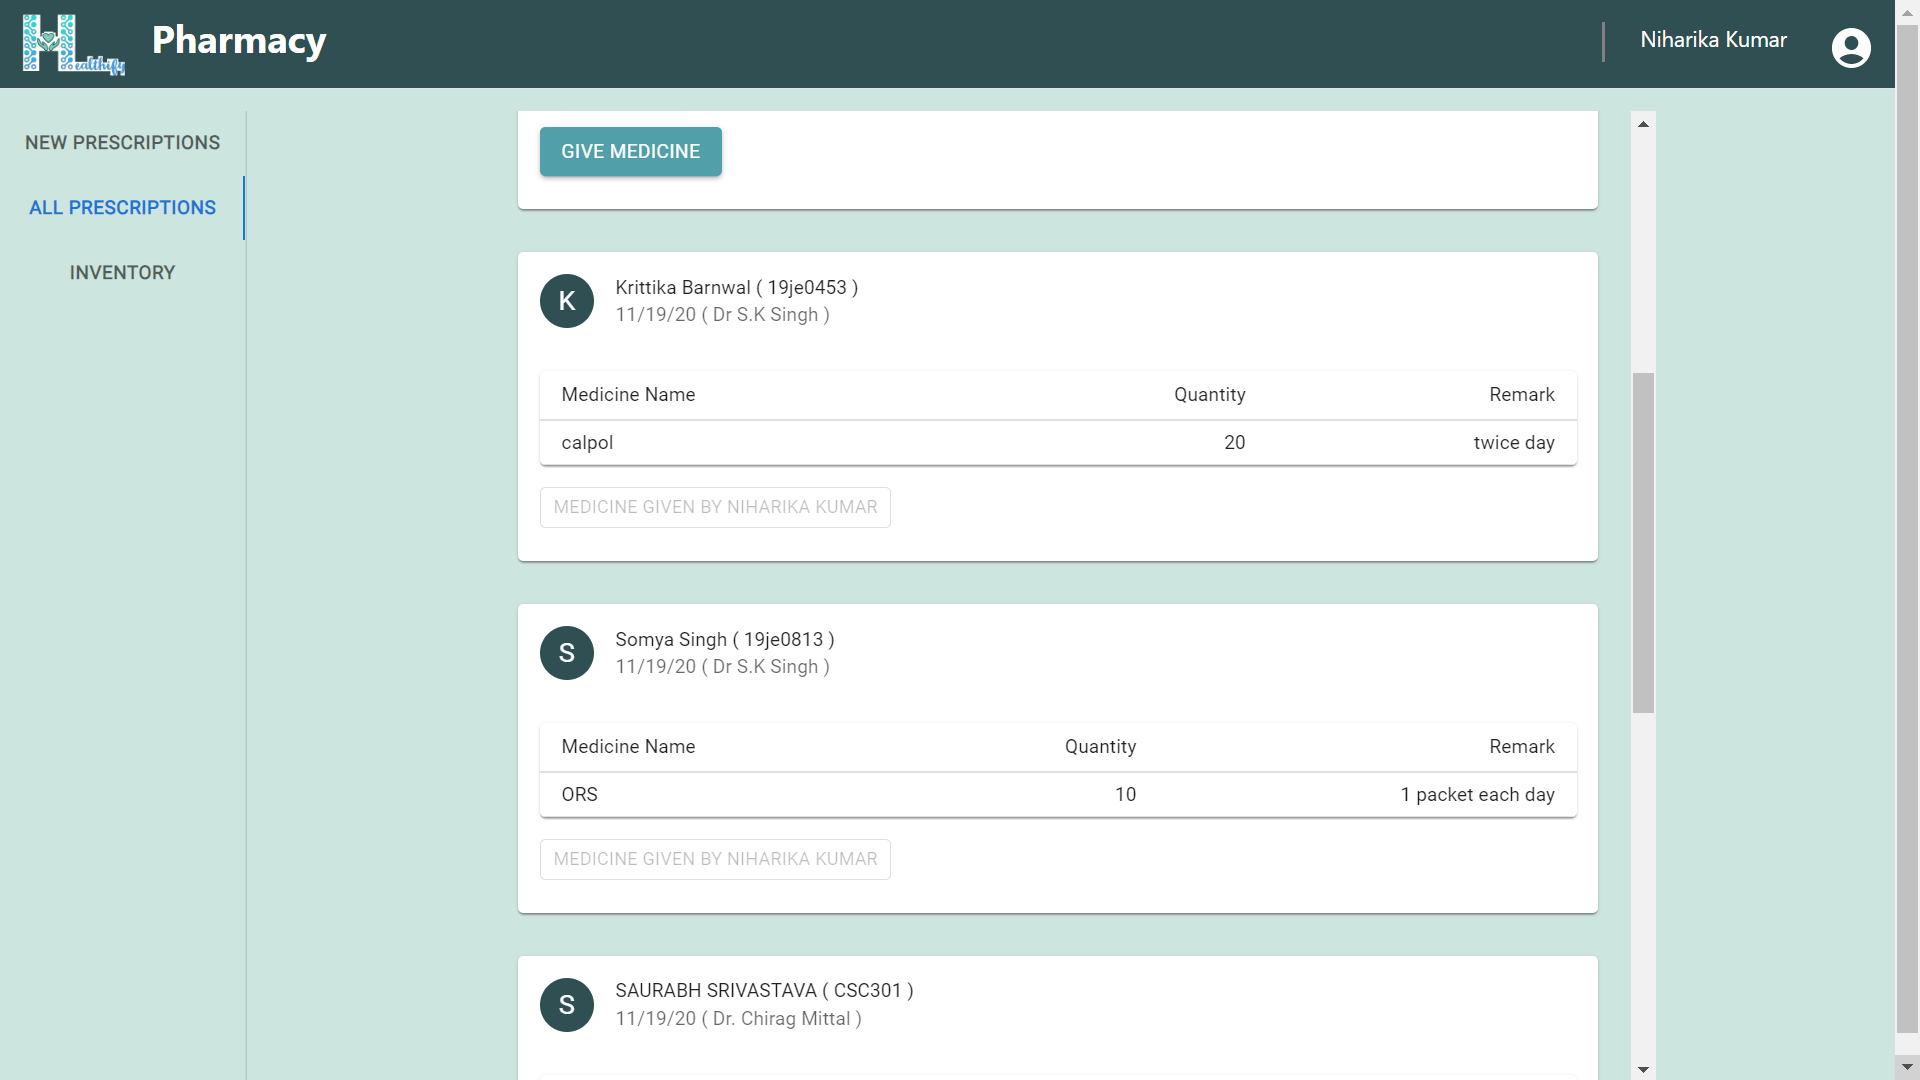 Healthify
Pharmacy
Niharika Kumar
NEW PRESCRIPTIONS
ALL PRESCRIPTIONS
INVENTORY
GIVE MEDICINE
K
Krittika Barnwal ( 19je0453 )
11/19/20 ( Dr S.K Singh )
Medicine Name Quantity Remark
calpol 20 twice day
MEDICINE GIVEN BY NIHARIKA KUMAR
S
Somya Singh ( 19je0813 )
11/19/20 ( Dr S.K Singh )
Medicine Name Quantity Remark
ORS 10 1 packet each day
MEDICINE GIVEN BY NIHARIKA KUMAR
S
SAURABH SRIVASTAVA ( CSC301 )
11/19/20 ( Dr. Chirag Mittal )